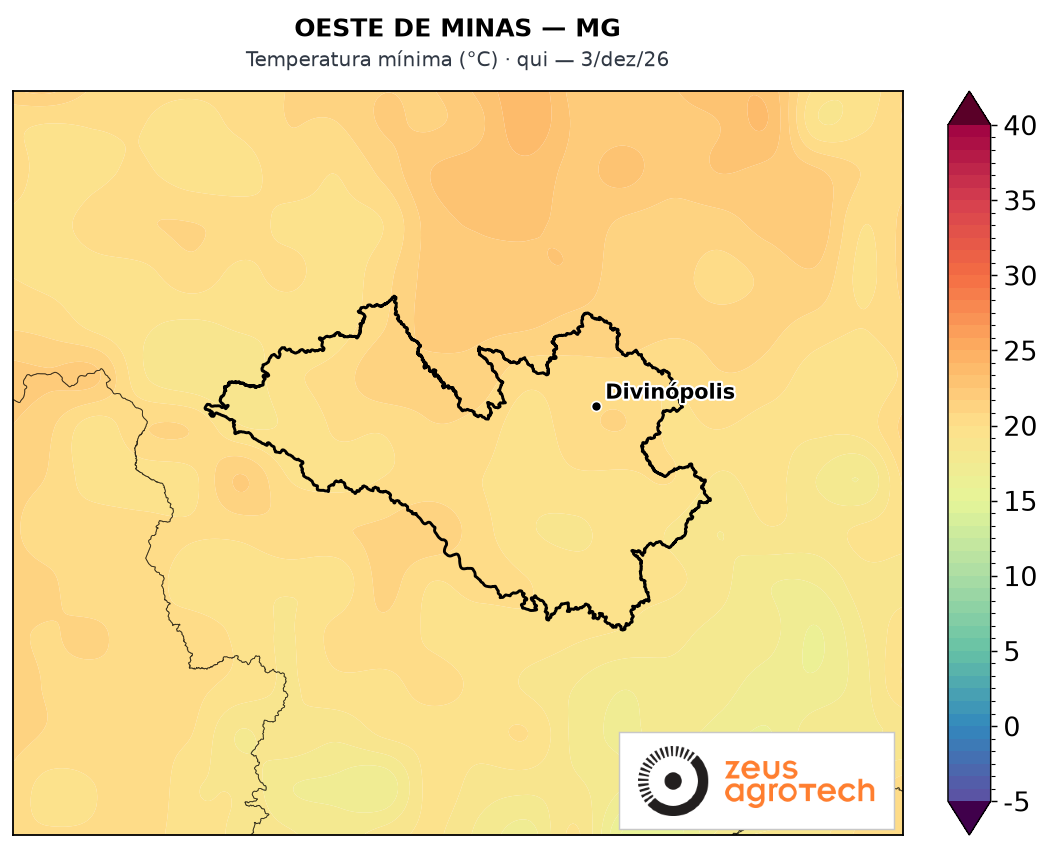 OESTE DE MINAS — MG
Temperatura mínima (°C) · qui — 3/dez/26
40
35
30
25
20
15
10
5
0
-5
Divinópolis
zeus
agrotech